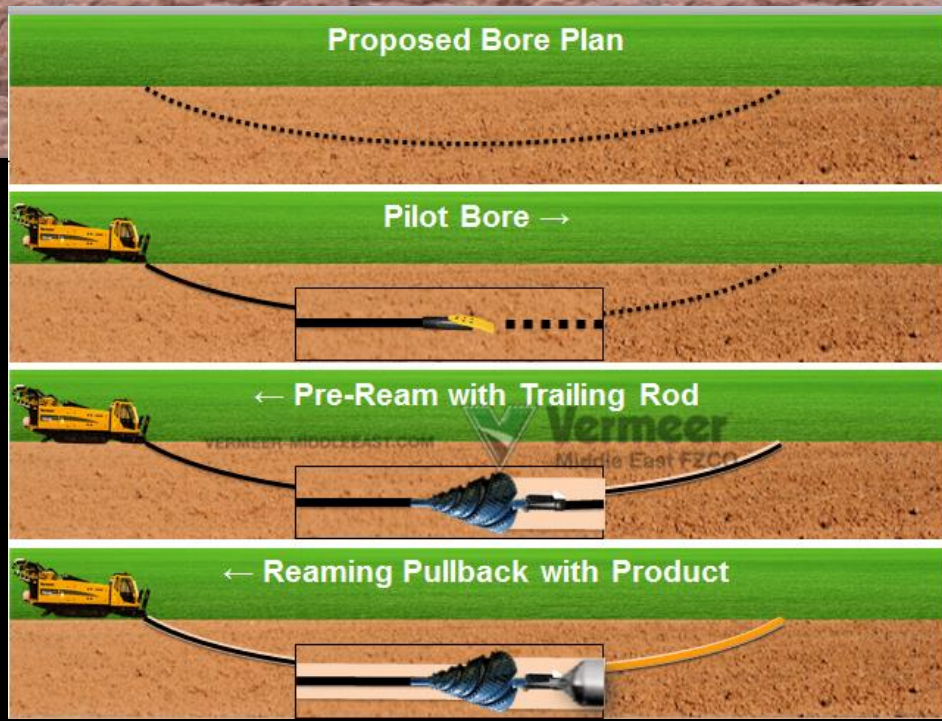 Proposed Bore Plan
Pilot Bore →
← Pre-Ream with Trailing Rod
VERMEER-MIDDLEEAST.COM
Vermeer
Middle East FZCO
← Reaming Pullback with Product